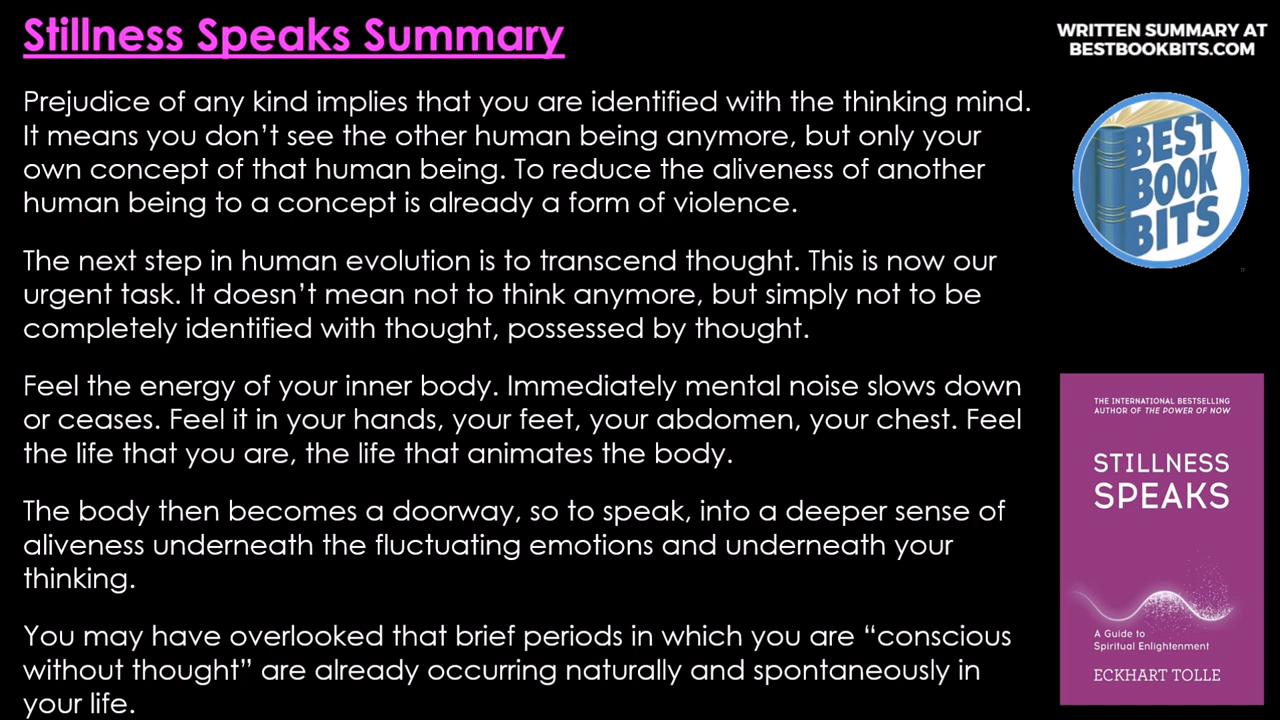 Stillness Speaks Summary
WRITTEN SUMMARY AT
BESTBOOKBITS.COM
Prejudice of any kind implies that you are identified with the thinking mind.
It means you don’t see the other human being anymore, but only your
own concept of that human being. To reduce the aliveness of another
human being to a concept is already a form of violence.
The next step in human evolution is to transcend thought. This is now our
urgent task. It doesn’t mean not to think anymore, but simply not to be
completely identified with thought, possessed by thought.
Feel the energy of your inner body. Immediately mental noise slows down
or ceases. Feel it in your hands, your feet, your abdomen, your chest. Feel
the life that you are, the life that animates the body.
The body then becomes a doorway, so to speak, into a deeper sense of
aliveness underneath the fluctuating emotions and underneath your
thinking.
You may have overlooked that brief periods in which you are “conscious
without thought” are already occurring naturally and spontaneously in
your life.
BEST
BOOK
BITS
THE INTERNATIONAL BESTSELLING
AUTHOR OF THE POWER OF NOW
STILLNESS
SPEAKS
A Guide to
Spiritual Enlightenment
ECKHART TOLLE